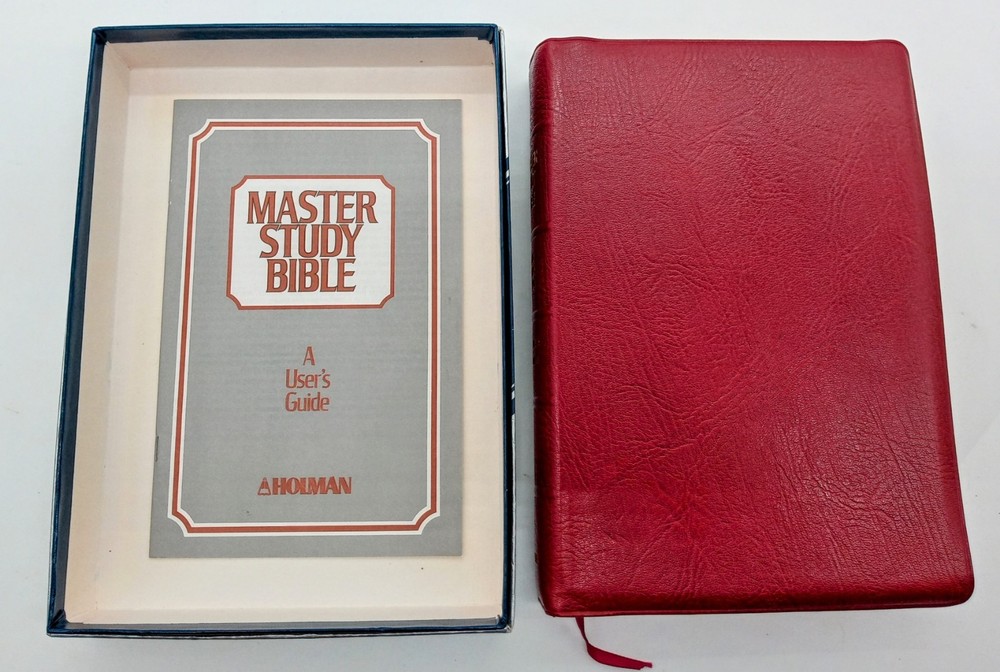 MASTER
STUDY
BIBLE
A
User's
Guide
HOLMAN